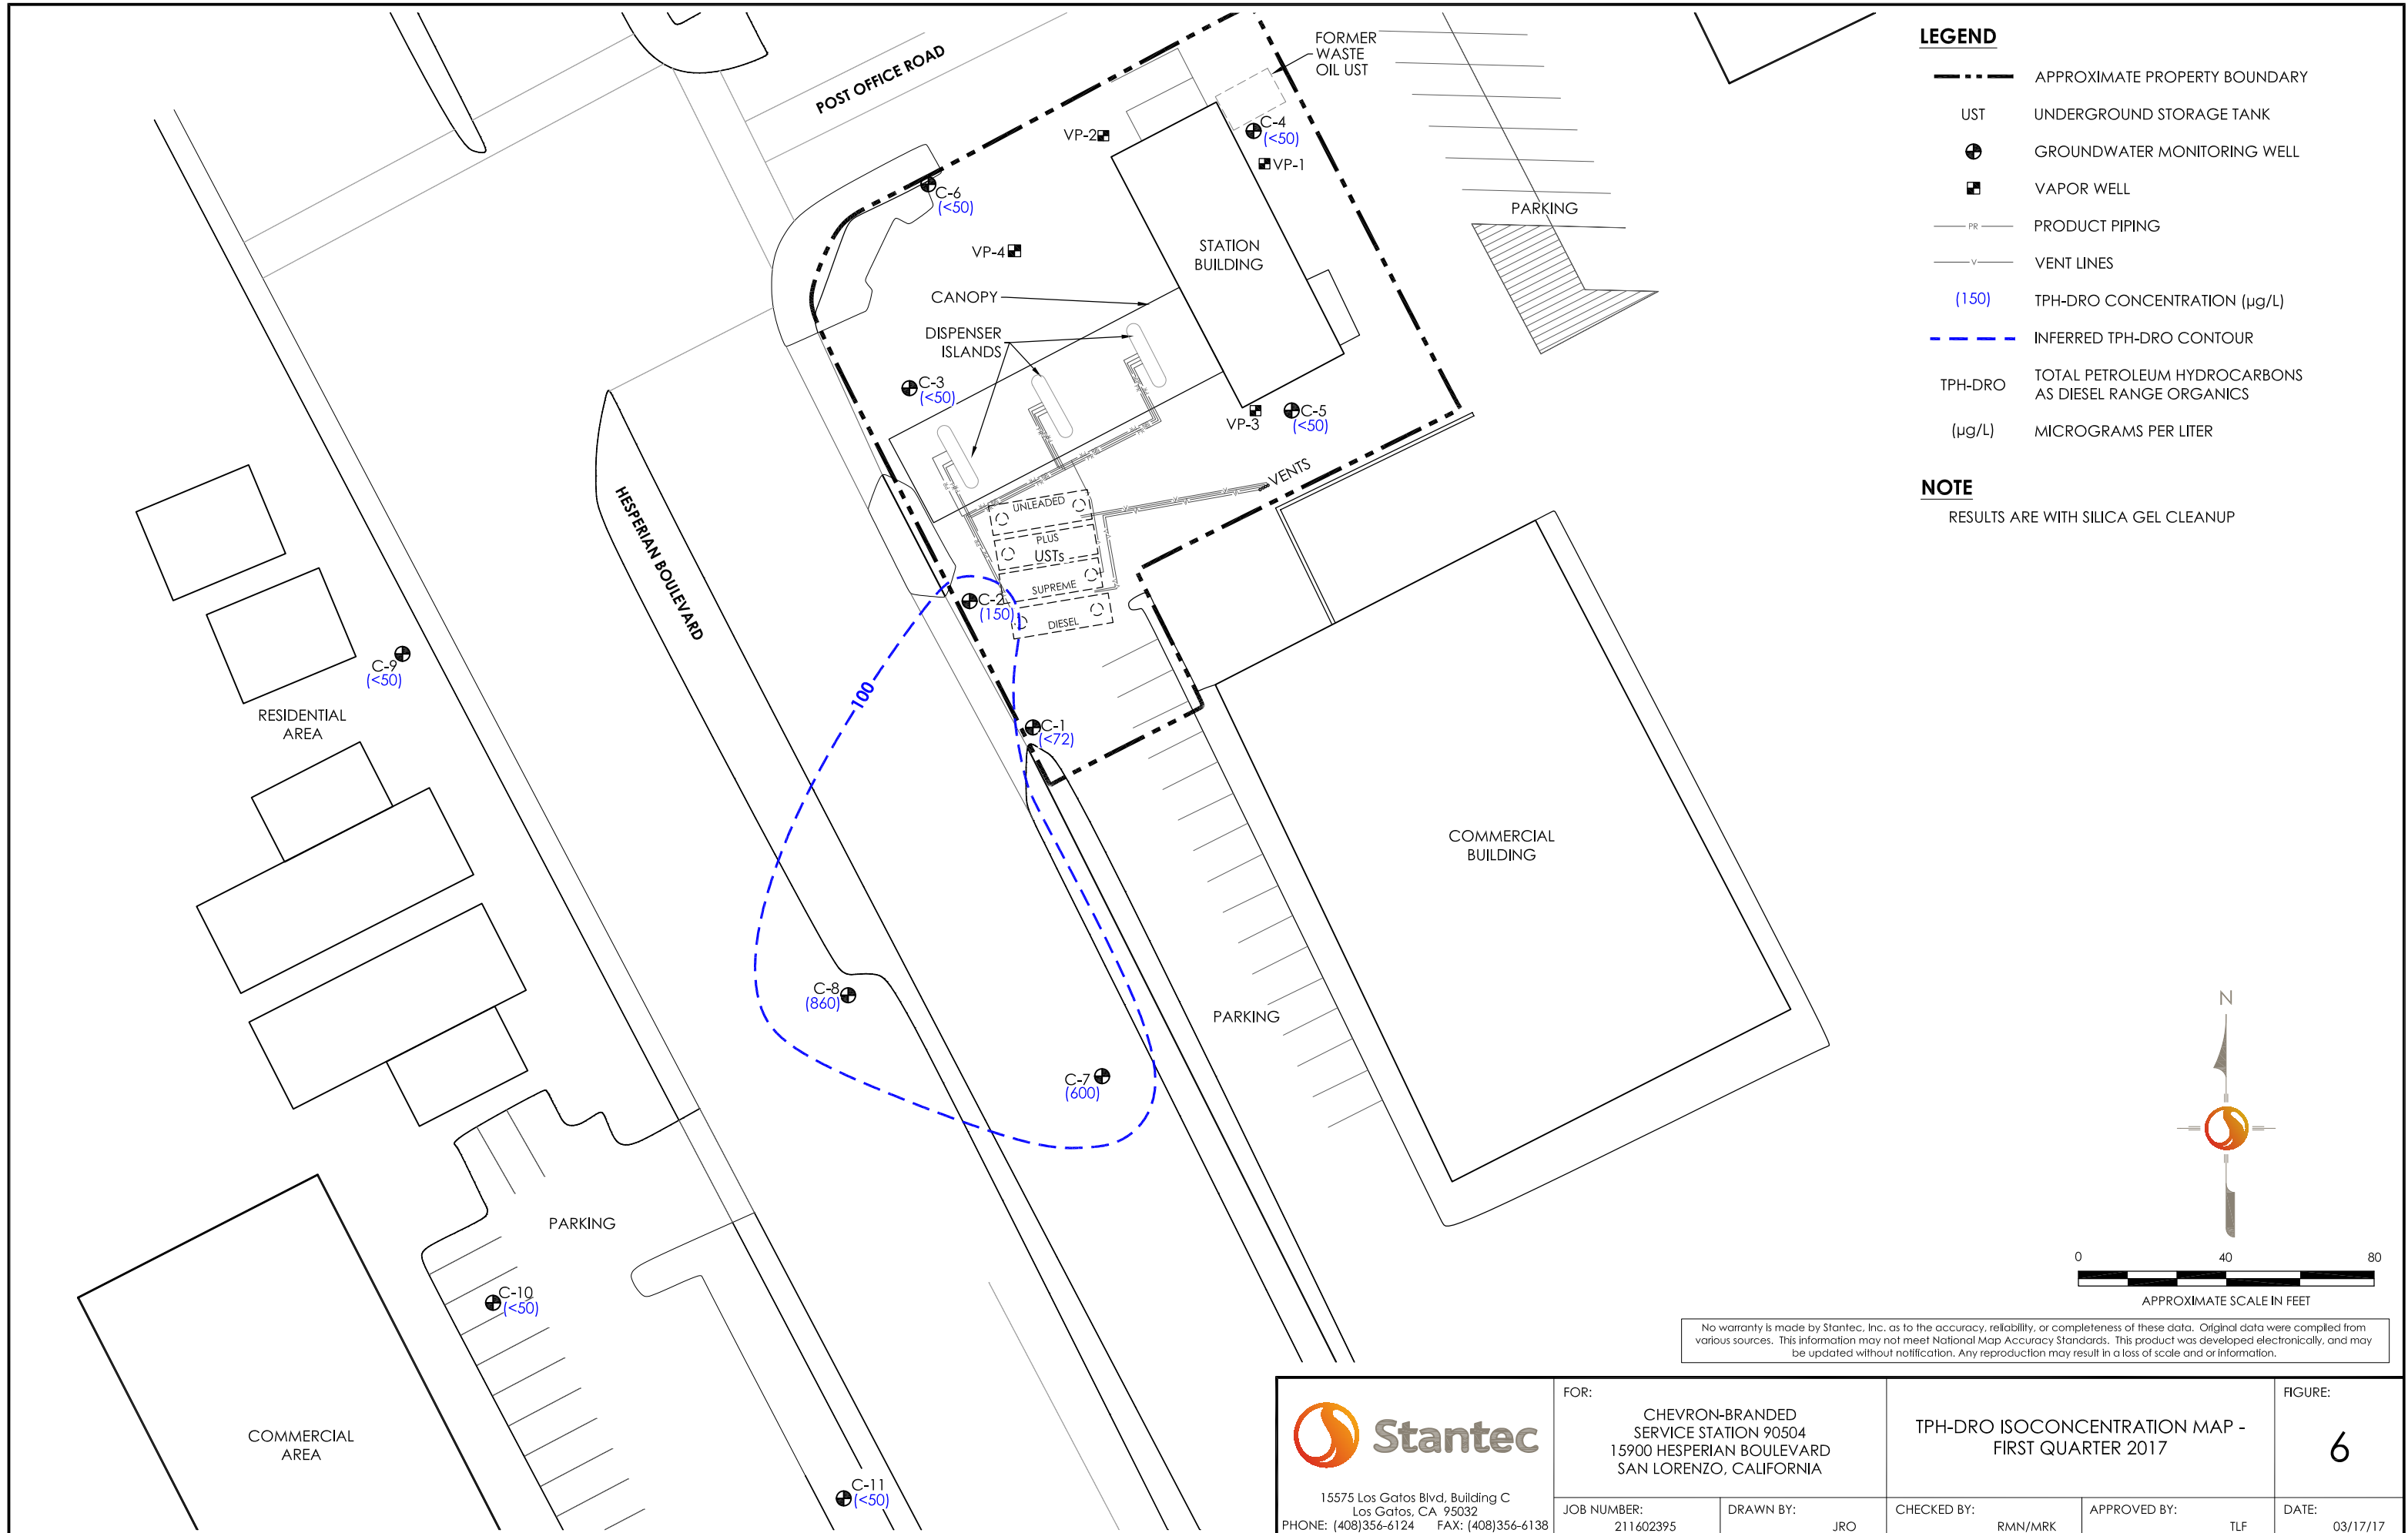 POST OFFICE ROAD
FORMER
WASTE
OIL UST
C-4
(<50)
VP-2
VP-1
C-6
(<50)
PARKING
VP-4
STATION
BUILDING
CANOPY
DISPENSER
ISLANDS
C-3
(<50)
VP-3
C-5
(<50)
VENTS
HESPERIAN BOULEVARD
UNLEADED
PLUS
USTs
SUPREME
DIESEL
C-2
(150)
C-9
(<50)
RESIDENTIAL
AREA
100
C-1
(<72)
COMMERCIAL
BUILDING
C-8
(860)
PARKING
C-7
(600)
PARKING
C-10
(<50)
COMMERCIAL
AREA
C-11
(<50)
LEGEND
APPROXIMATE PROPERTY BOUNDARY
UST UNDERGROUND STORAGE TANK
GROUNDWATER MONITORING WELL
VAPOR WELL
PR PRODUCT PIPING
V VENT LINES
(150) TPH-DRO CONCENTRATION (µg/L)
INFERRED TPH-DRO CONTOUR
TPH-DRO TOTAL PETROLEUM HYDROCARBONS
AS DIESEL RANGE ORGANICS
(µg/L) MICROGRAMS PER LITER
NOTE
RESULTS ARE WITH SILICA GEL CLEANUP
N
0 40 80
APPROXIMATE SCALE IN FEET
No warranty is made by Stantec, Inc. as to the accuracy, reliability, or completeness of these data. Original data were compiled from
various sources. This information may not meet National Map Accuracy Standards. This product was developed electronically, and may
be updated without notification. Any reproduction may result in a loss of scale and or information.
Stantec
15575 Los Gatos Blvd, Building C
Los Gatos, CA 95032
PHONE: (408)356-6124 FAX: (408)356-6138
FOR:
CHEVRON-BRANDED
SERVICE STATION 90504
15900 HESPERIAN BOULEVARD
SAN LORENZO, CALIFORNIA
TPH-DRO ISOCONCENTRATION MAP -
FIRST QUARTER 2017
FIGURE:
6
JOB NUMBER:
211602395
DRAWN BY:
JRO
CHECKED BY:
RMN/MRK
APPROVED BY:
TLF
DATE:
03/17/17